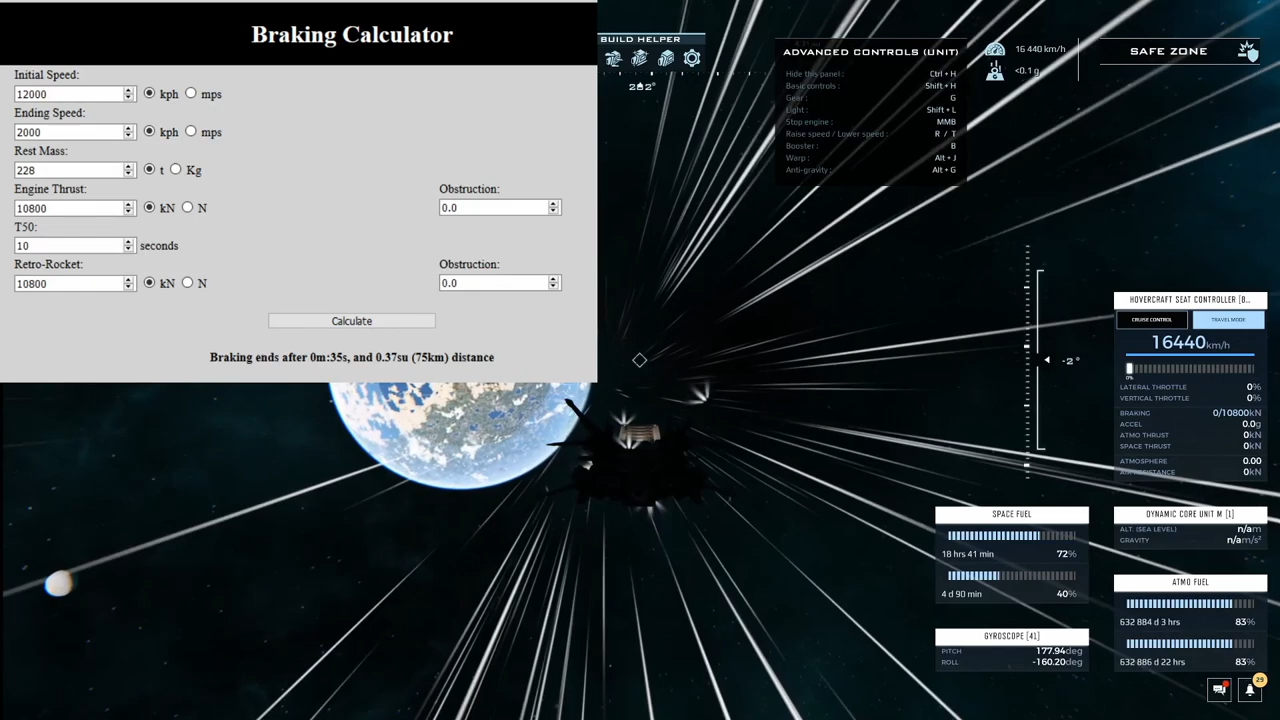 Braking Calculator
Initial Speed:
12000 kph mps
Ending Speed:
2000 kph mps
Rest Mass:
228 t Kg
Engine Thrust:
10800 kN N
Obstruction:
0.0
T50:
10 seconds
Retro-Rocket:
10800 kN N
Obstruction:
0.0
Calculate
Braking ends after 0m:35s, and 0.37su (75km) distance
BUILD HELPER
ADVANCED CONTROLS (UNIT)
Hide this panel : Ctrl + H
Basic controls : Shift + H
Gear : G
Light : Shift + L
Stop engine : MMB
Raise speed / Lower speed : R / T
Booster : B
Warp : Alt + J
Anti-gravity : Alt + G
16 440 km/h
<0.1 g
SAFE ZONE
-2°
HOVERCRAFT SEAT CONTROLLER [B...
CRUISE CONTROL TRAVEL MODE
16440km/h
0%
LATERAL THROTTLE 0%
VERTICAL THROTTLE 0%
BRAKING 0/10800kN
ACCEL 0.0g
ATMO THRUST 0kN
SPACE THRUST 0kN
ATMOSPHERE 0.00
AIR RESISTANCE 0kN
SPACE FUEL
18 hrs 41 min 72%
4 d 90 min 40%
DYNAMIC CORE UNIT M [1]
ALT. (SEA LEVEL) n/am
GRAVITY n/am/s²
ATMO FUEL
632 884 d 3 hrs 83%
632 886 d 22 hrs 83%
GYROSCOPE [41]
PITCH 177.94deg
ROLL -160.20deg
29